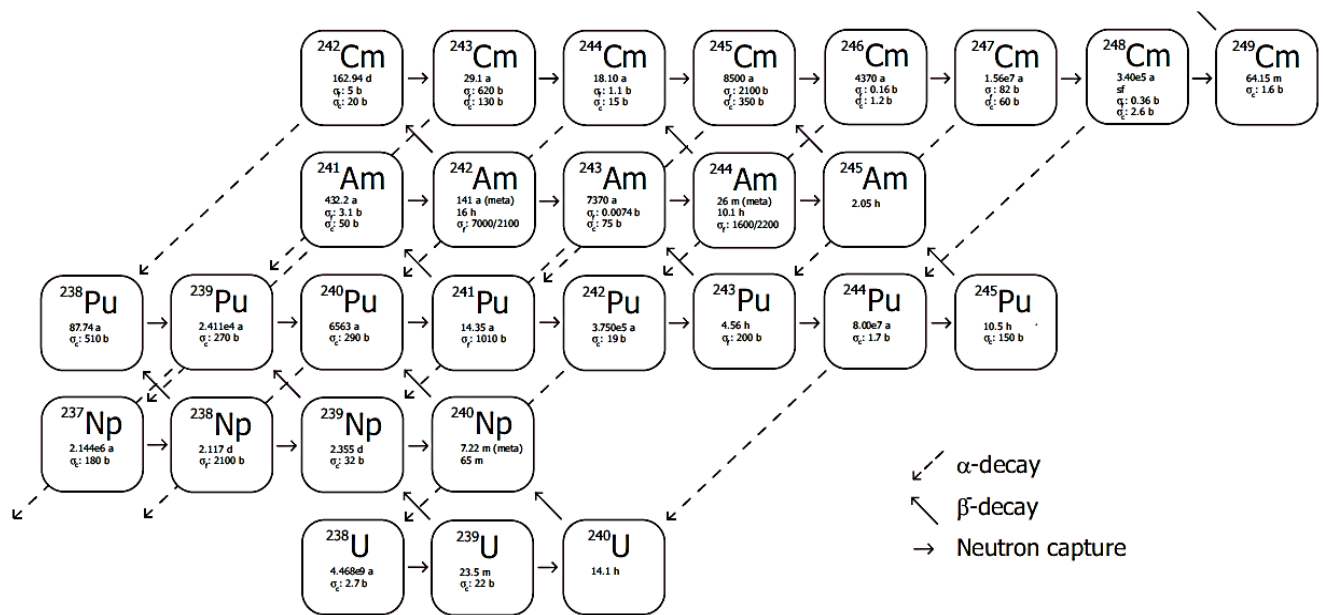 242Cm
162.94 d
σf: 5 b
σc: 20 b
243Cm
29.1 a
σf: 620 b
σc: 130 b
244Cm
18.10 a
σf: 1.1 b
σc: 15 b
245Cm
8500 a
σf: 2100 b
σc: 350 b
246Cm
4370 a
σf: 0.16 b
σc: 1.2 b
247Cm
1.56e7 a
σf: 82 b
σc: 60 b
248Cm
3.40e5 a
sf
σf: 0.36 b
σc: 2.6 b
249Cm
64.15 m
σc: 1.6 b
241Am
432.2 a
σf: 3.1 b
σc: 50 b
242Am
141 a (meta)
16 h
σf: 7000/2100
243Am
7370 a
σf: 0.0074 b
σc: 75 b
244Am
26 m (meta)
10.1 h
σf: 1600/2200
245Am
2.05 h
238Pu
87.74 a
σc: 510 b
239Pu
2.411e4 a
σc: 270 b
240Pu
6563 a
σc: 290 b
241Pu
14.35 a
σf: 1010 b
242Pu
3.750e5 a
σc: 19 b
243Pu
4.56 h
σf: 200 b
244Pu
8.00e7 a
σc: 1.7 b
245Pu
10.5 h
σc: 150 b
237Np
2.144e6 a
σc: 180 b
238Np
2.117 d
σf: 2100 b
239Np
2.355 d
σc: 32 b
240Np
7.22 m (meta)
65 m
238U
4.468e9 a
σc: 2.7 b
239U
23.5 m
σc: 22 b
240U
14.1 h
α-decay
β-decay
Neutron capture